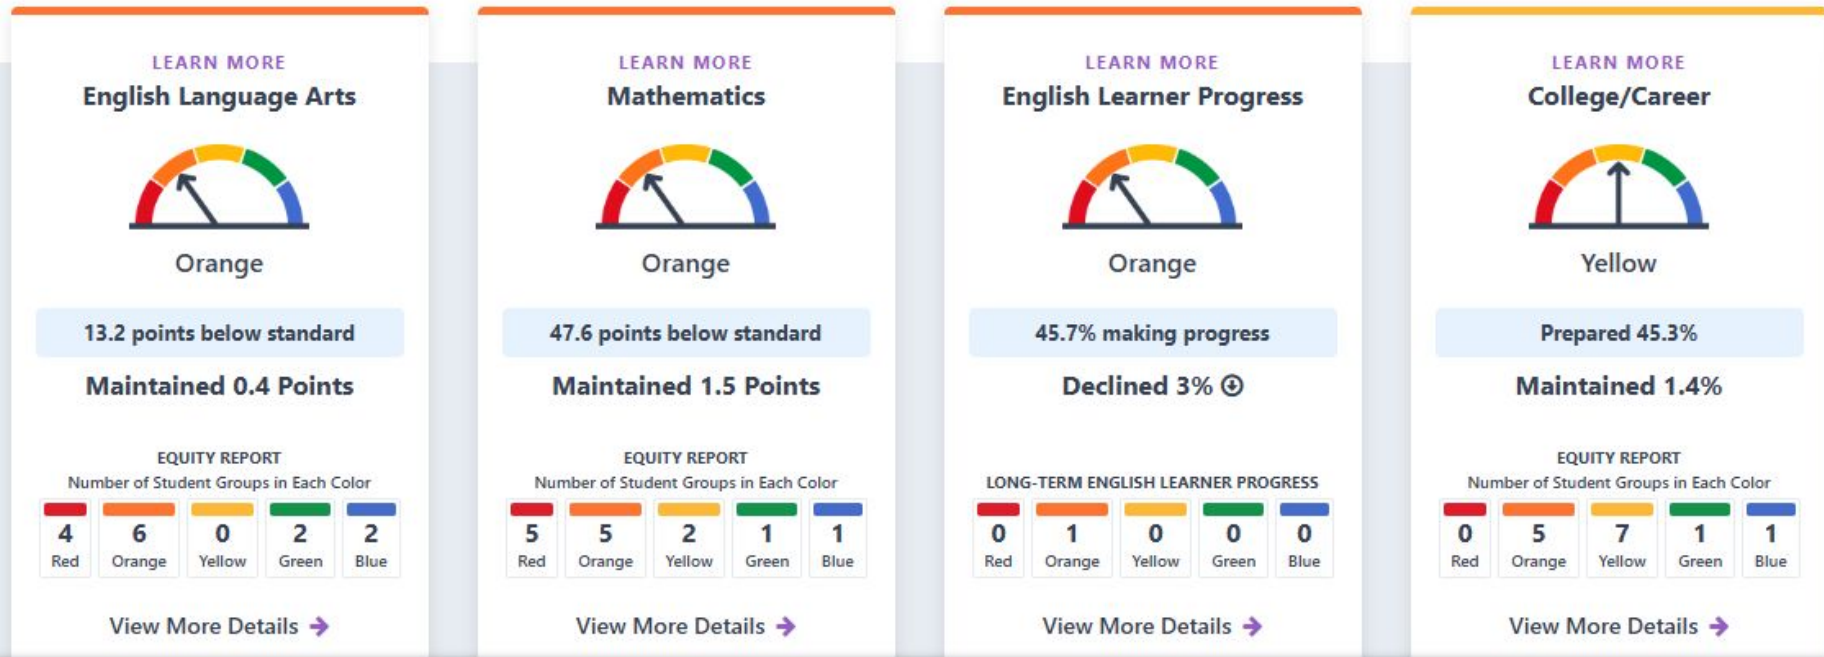 LEARN MORE
English Language Arts
Orange
13.2 points below standard
Maintained 0.4 Points
EQUITY REPORT
Number of Student Groups in Each Color
4 6 0 2 2
Red Orange Yellow Green Blue
View More Details
LEARN MORE
Mathematics
Orange
47.6 points below standard
Maintained 1.5 Points
EQUITY REPORT
Number of Student Groups in Each Color
5 5 2 1 1
Red Orange Yellow Green Blue
View More Details
LEARN MORE
English Learner Progress
Orange
45.7% making progress
Declined 3%
LONG-TERM ENGLISH LEARNER PROGRESS
0 1 0 0 0
Red Orange Yellow Green Blue
View More Details
LEARN MORE
College/Career
Yellow
Prepared 45.3%
Maintained 1.4%
EQUITY REPORT
Number of Student Groups in Each Color
0 5 7 1 1
Red Orange Yellow Green Blue
View More Details